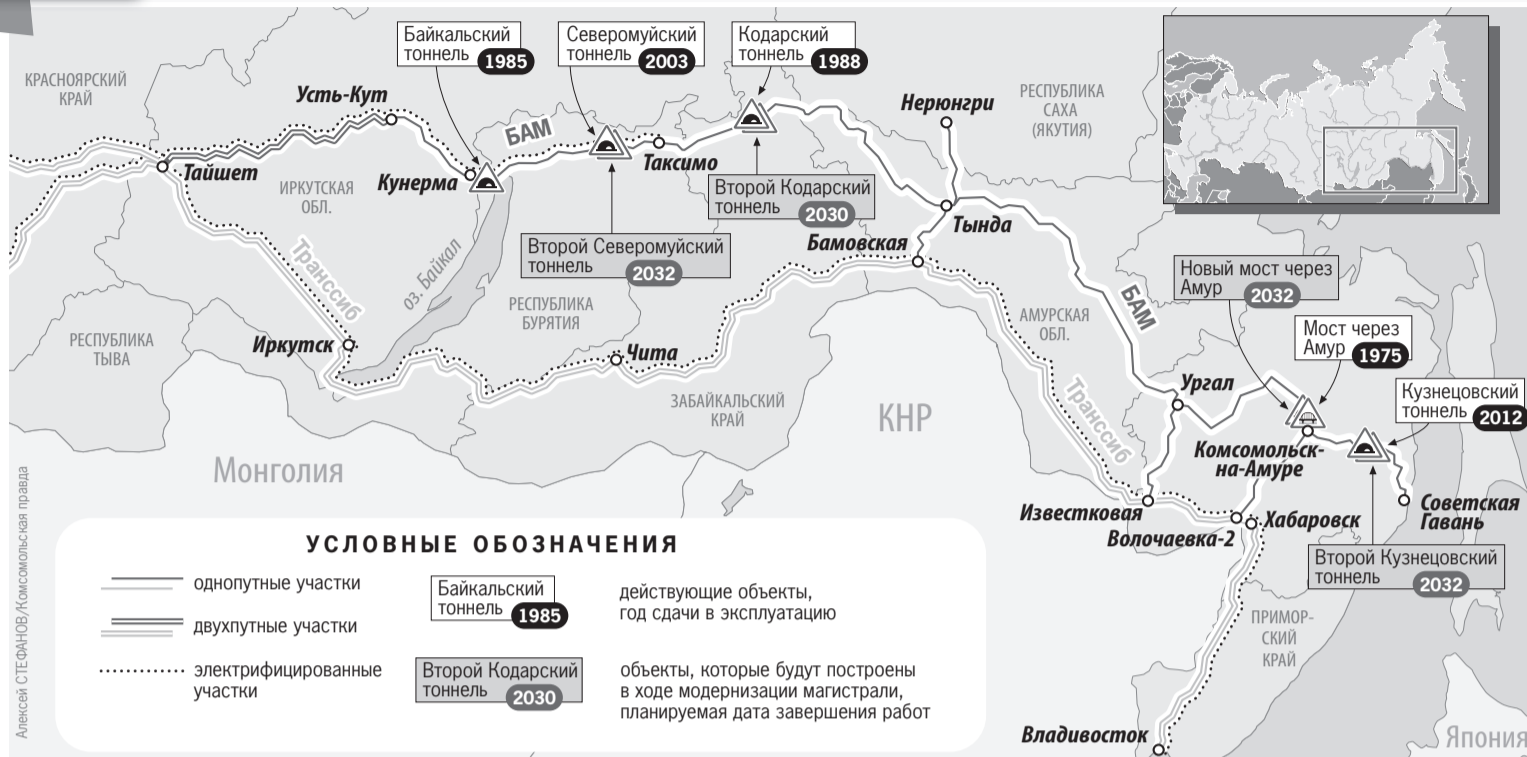 Байкальский
тоннель 1985
Северомуйский
тоннель 2003
Кодарский
тоннель 1988
КРАСНОЯРСКИЙ
КРАЙ
Усть-Кут
БАМ
Нерюнгри
РЕСПУБЛИКА
САХА
(ЯКУТИЯ)
Тайшет
Кунерма
Таксимо
ИРКУТСКАЯ
ОБЛ.
Второй Кодарский
тоннель 2030
Тында
Бамовская
Второй Северомуйский
тоннель 2032
Транссиб
оз. Байкал
РЕСПУБЛИКА
БУРЯТИЯ
Новый мост через
Амур 2032
БАМ
АМУРСКАЯ
ОБЛ.
Мост через
Амур 1975
РЕСПУБЛИКА
ТЫВА
Иркутск
Чита
Ургал
Кузнецовский
тоннель 2012
ЗАБАЙКАЛЬСКИЙ
КРАЙ
КНР
Транссиб
Комсомольск-
на-Амуре
Монголия
Известковая
Волочаевка-2
Хабаровск
Советская
Гавань
Второй Кузнецовский
тоннель 2032
ПРИМОР-
СКИЙ
КРАЙ
Владивосток
Япония
УСЛОВНЫЕ ОБОЗНАЧЕНИЯ
однопутные участки
двухпутные участки
электрифицированные
участки
Байкальский
тоннель 1985
действующие объекты,
год сдачи в эксплуатацию
Второй Кодарский
тоннель 2030
объекты, которые будут построены
в ходе модернизации магистрали,
планируемая дата завершения работ
Алексей СТЕФАНОВ/Комсомольская правда